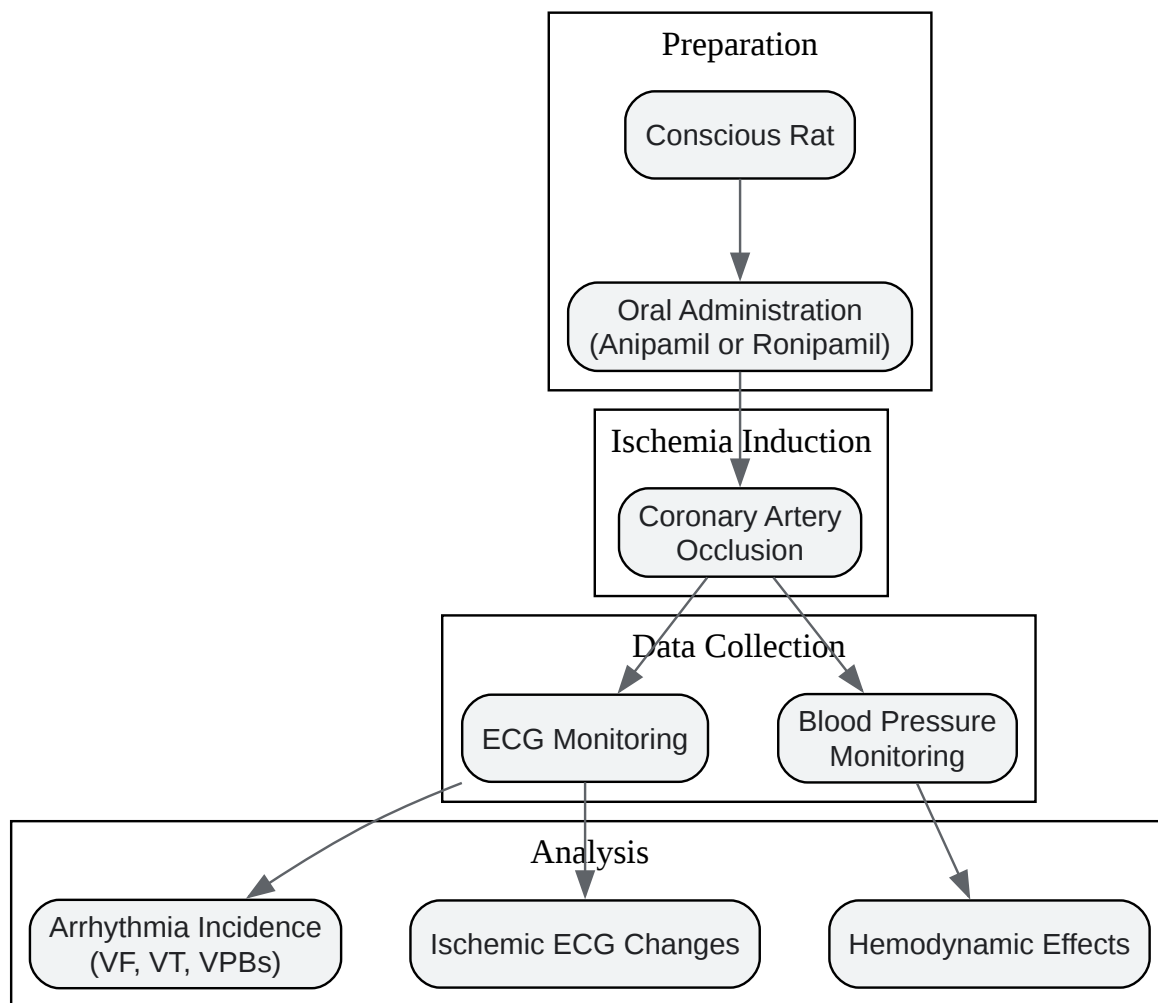 Preparation
Conscious Rat
Oral Administration
(Anipamil or Ronipamil)
Ischemia Induction
Coronary Artery
Occlusion
Data Collection
ECG Monitoring
Blood Pressure
Monitoring
Analysis
Arrhythmia Incidence
(VF, VT, VPBs)
Ischemic ECG Changes
Hemodynamic Effects